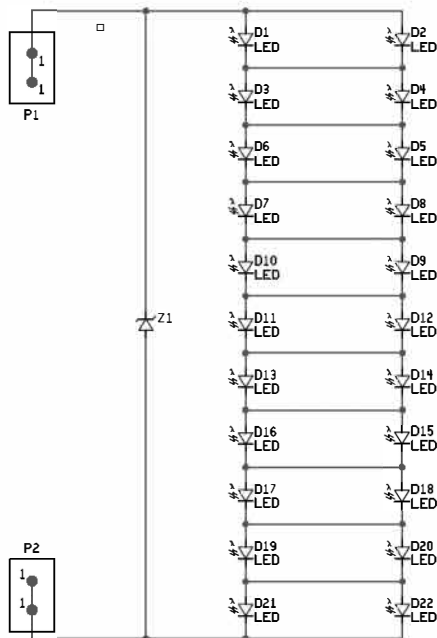 D1
LED
D2
LED
1
1
P1
D3
LED
D4
LED
D6
LED
D5
LED
D7
LED
D8
LED
D10
LED
D9
LED
Z1
D11
LED
D12
LED
D13
LED
D14
LED
D16
LED
D15
LED
D17
LED
D18
LED
P2
1
1
D19
LED
D20
LED
D21
LED
D22
LED